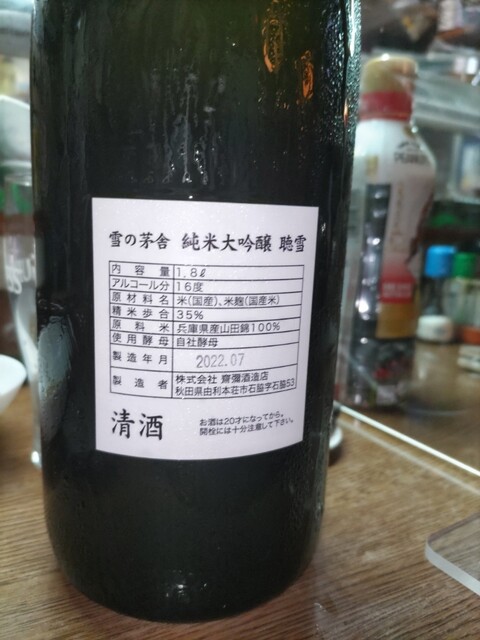 雪の茅舎 純米大吟醸 聴雪
内容量 1.8ℓ
アルコール分 16度
原材料名 米(国産)、米麹(国産米)
精米歩合 35%
原料米 兵庫県産山田錦100%
使用酵母 自社酵母
製造年月 2022.07
製造者 株式会社 齋彌酒造店
秋田県由利本荘市石脇字石脇53
清酒
お酒は20才になってから。
開栓には十分注意して下さい。